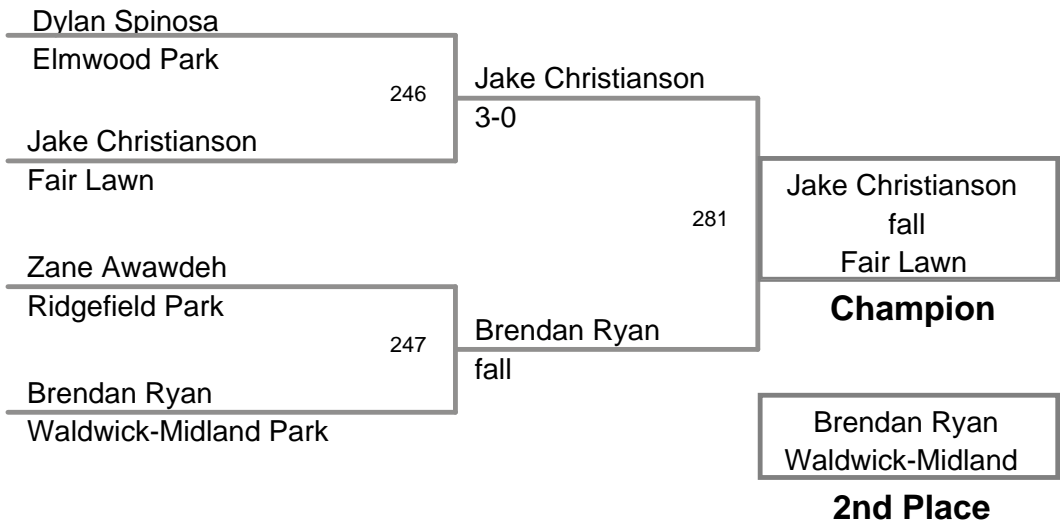 Dylan Spinosa
Elmwood Park
246
Jake Christianson
3-0
Jake Christianson
Fair Lawn
281
Jake Christianson
fall
Fair Lawn
Champion
Zane Awawdeh
Ridgefield Park
247
Brendan Ryan
fall
Brendan Ryan
Waldwick-Midland Park
Brendan Ryan
Waldwick-Midland
2nd Place